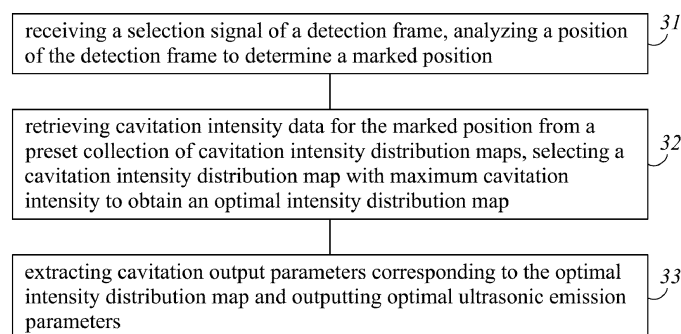 receiving a selection signal of a detection frame, analyzing a position
of the detection frame to determine a marked position
31
retrieving cavitation intensity data for the marked position from a
preset collection of cavitation intensity distribution maps, selecting a
cavitation intensity distribution map with maximum cavitation
intensity to obtain an optimal intensity distribution map
32
extracting cavitation output parameters corresponding to the optimal
intensity distribution map and outputting optimal ultrasonic emission
parameters
33